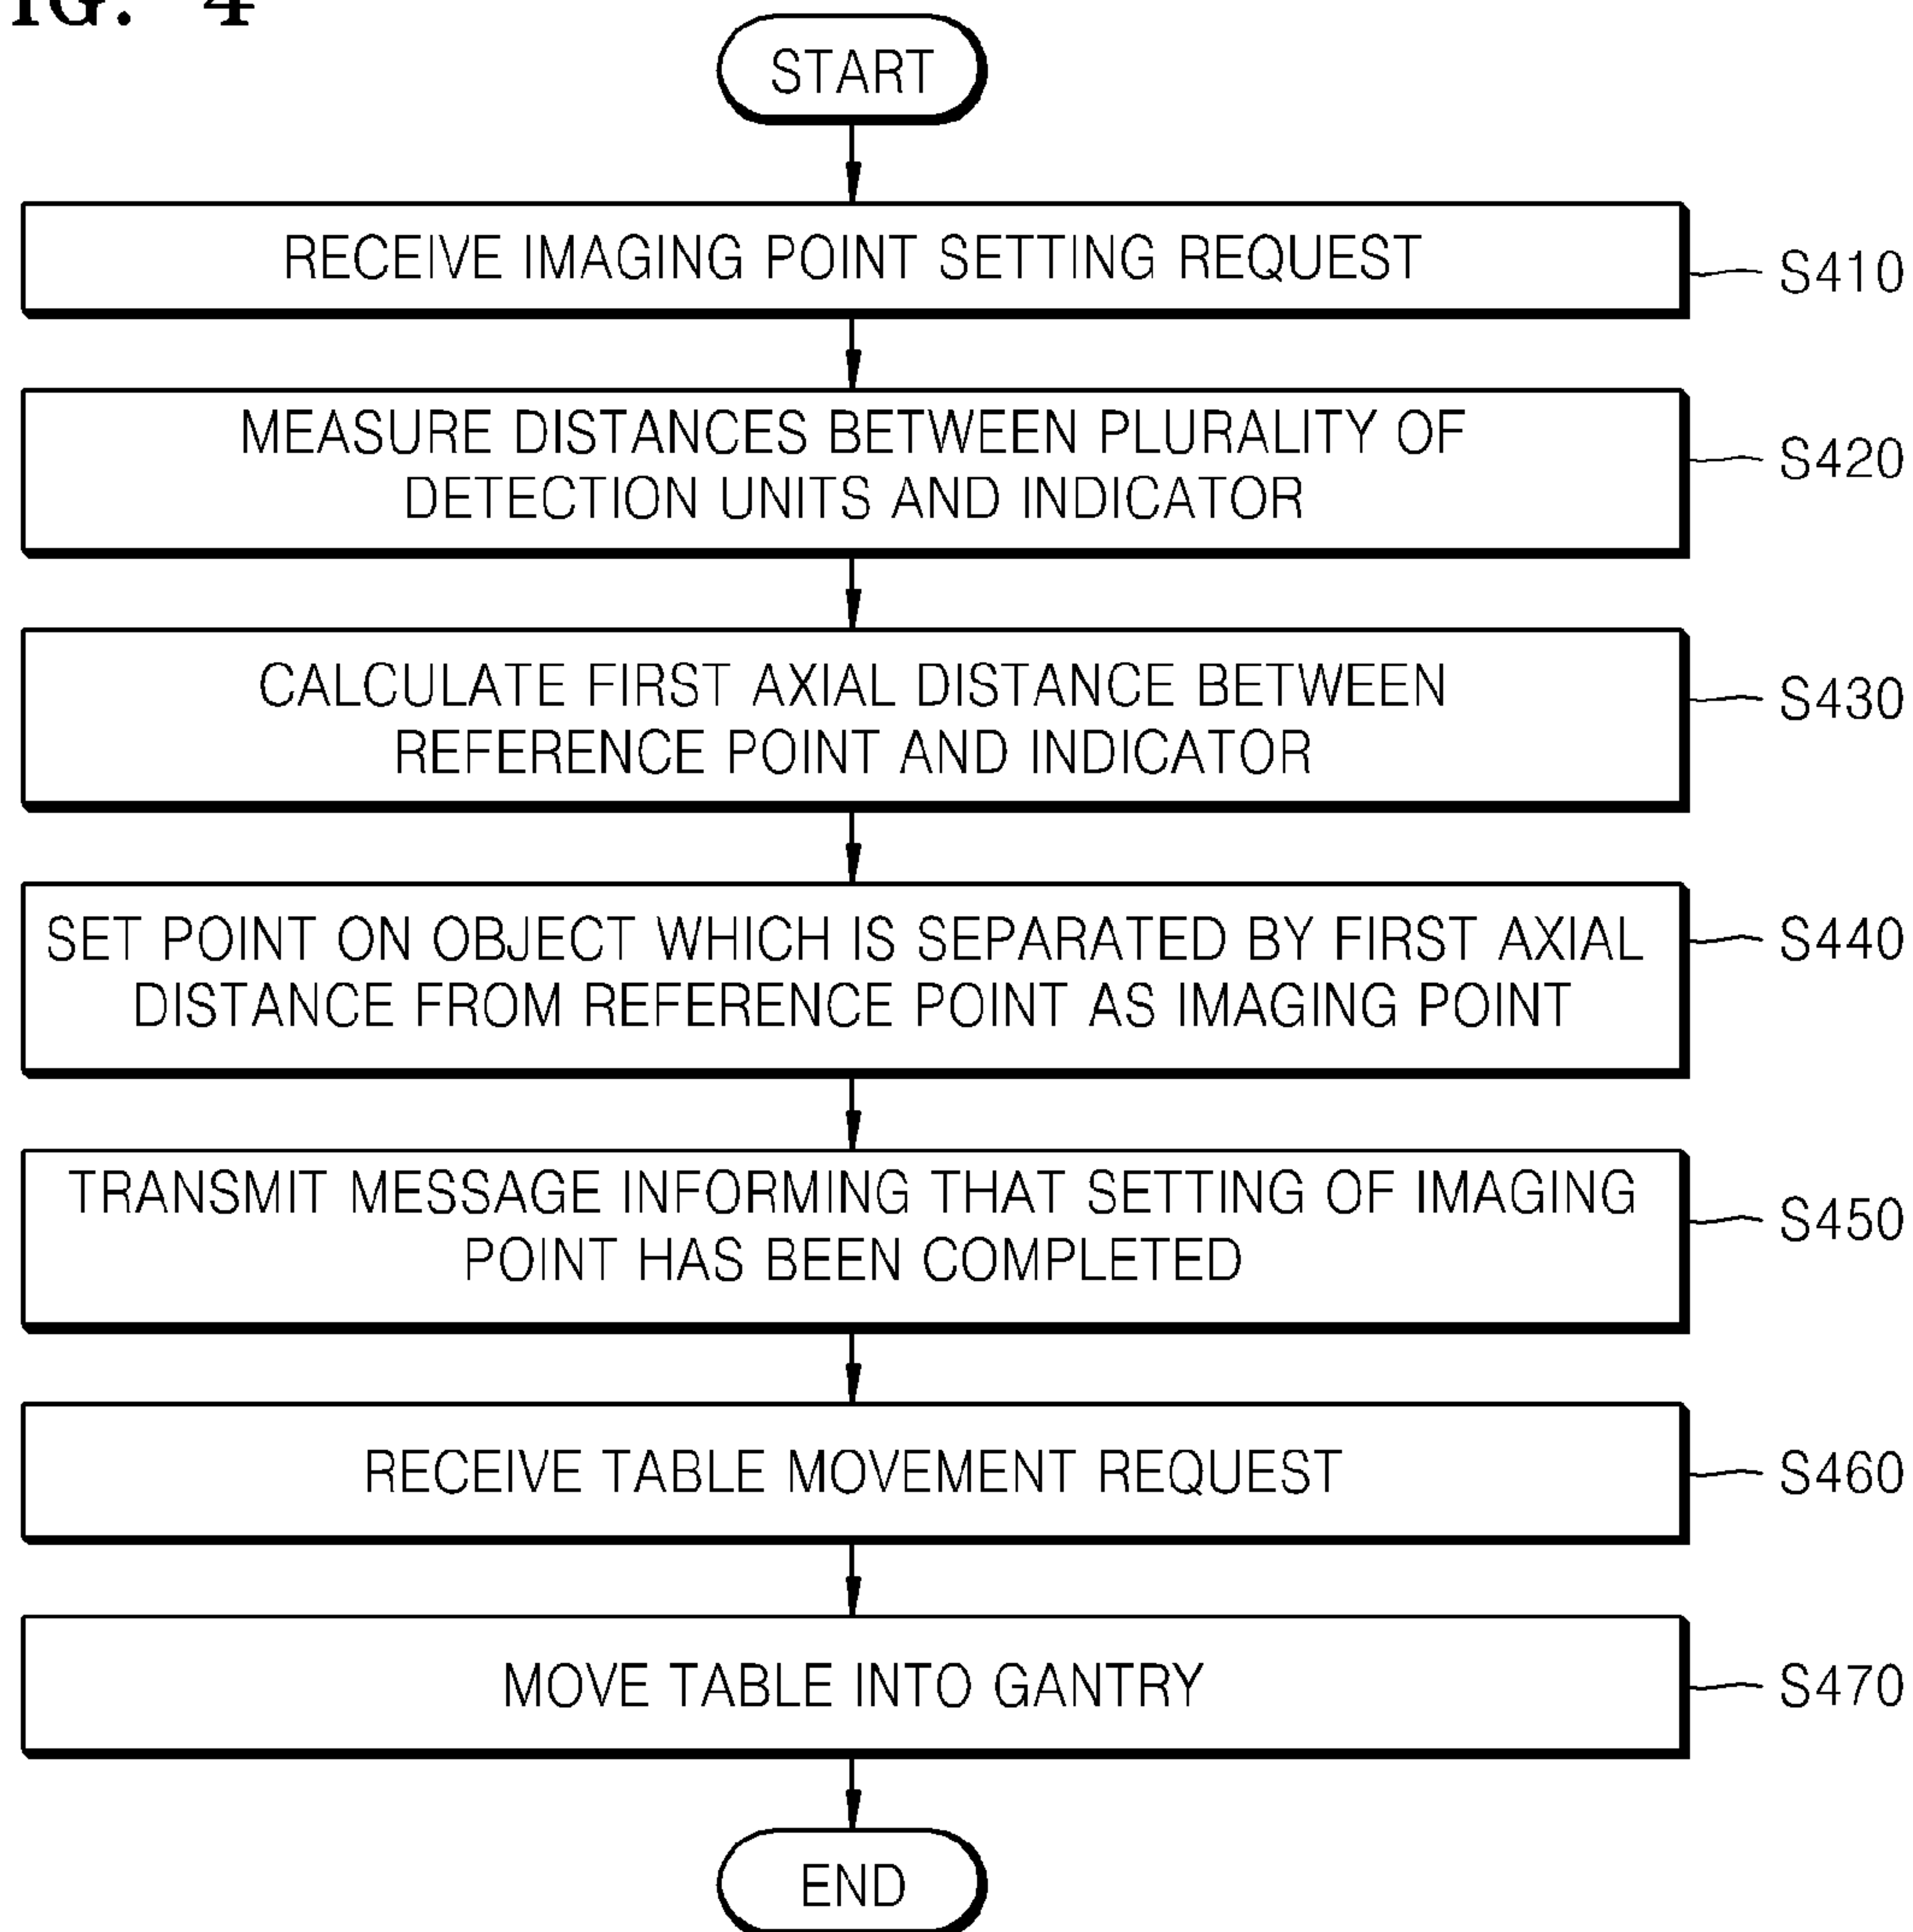 FIG. 4
START
RECEIVE IMAGING POINT SETTING REQUEST
S410
MEASURE DISTANCES BETWEEN PLURALITY OF
DETECTION UNITS AND INDICATOR
S420
CALCULATE FIRST AXIAL DISTANCE BETWEEN
REFERENCE POINT AND INDICATOR
S430
SET POINT ON OBJECT WHICH IS SEPARATED BY FIRST AXIAL
DISTANCE FROM REFERENCE POINT AS IMAGING POINT
S440
TRANSMIT MESSAGE INFORMING THAT SETTING OF IMAGING
POINT HAS BEEN COMPLETED
S450
RECEIVE TABLE MOVEMENT REQUEST
S460
MOVE TABLE INTO GANTRY
S470
END